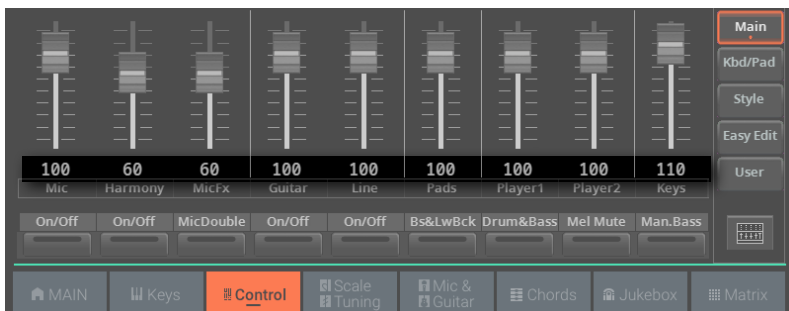 Main
Kbd/Pad
Style
Easy Edit
User
100 60 60 100 100 100 100 100 110
Mic Harmony MicFx Guitar Line Pads Player1 Player2 Keys
On/Off On/Off MicDouble On/Off On/Off Bs&LwBck Drum&Bass Mel Mute Man.Bass
MAIN Keys Control Scale Tuning Mic & Guitar Chords Jukebox Matrix